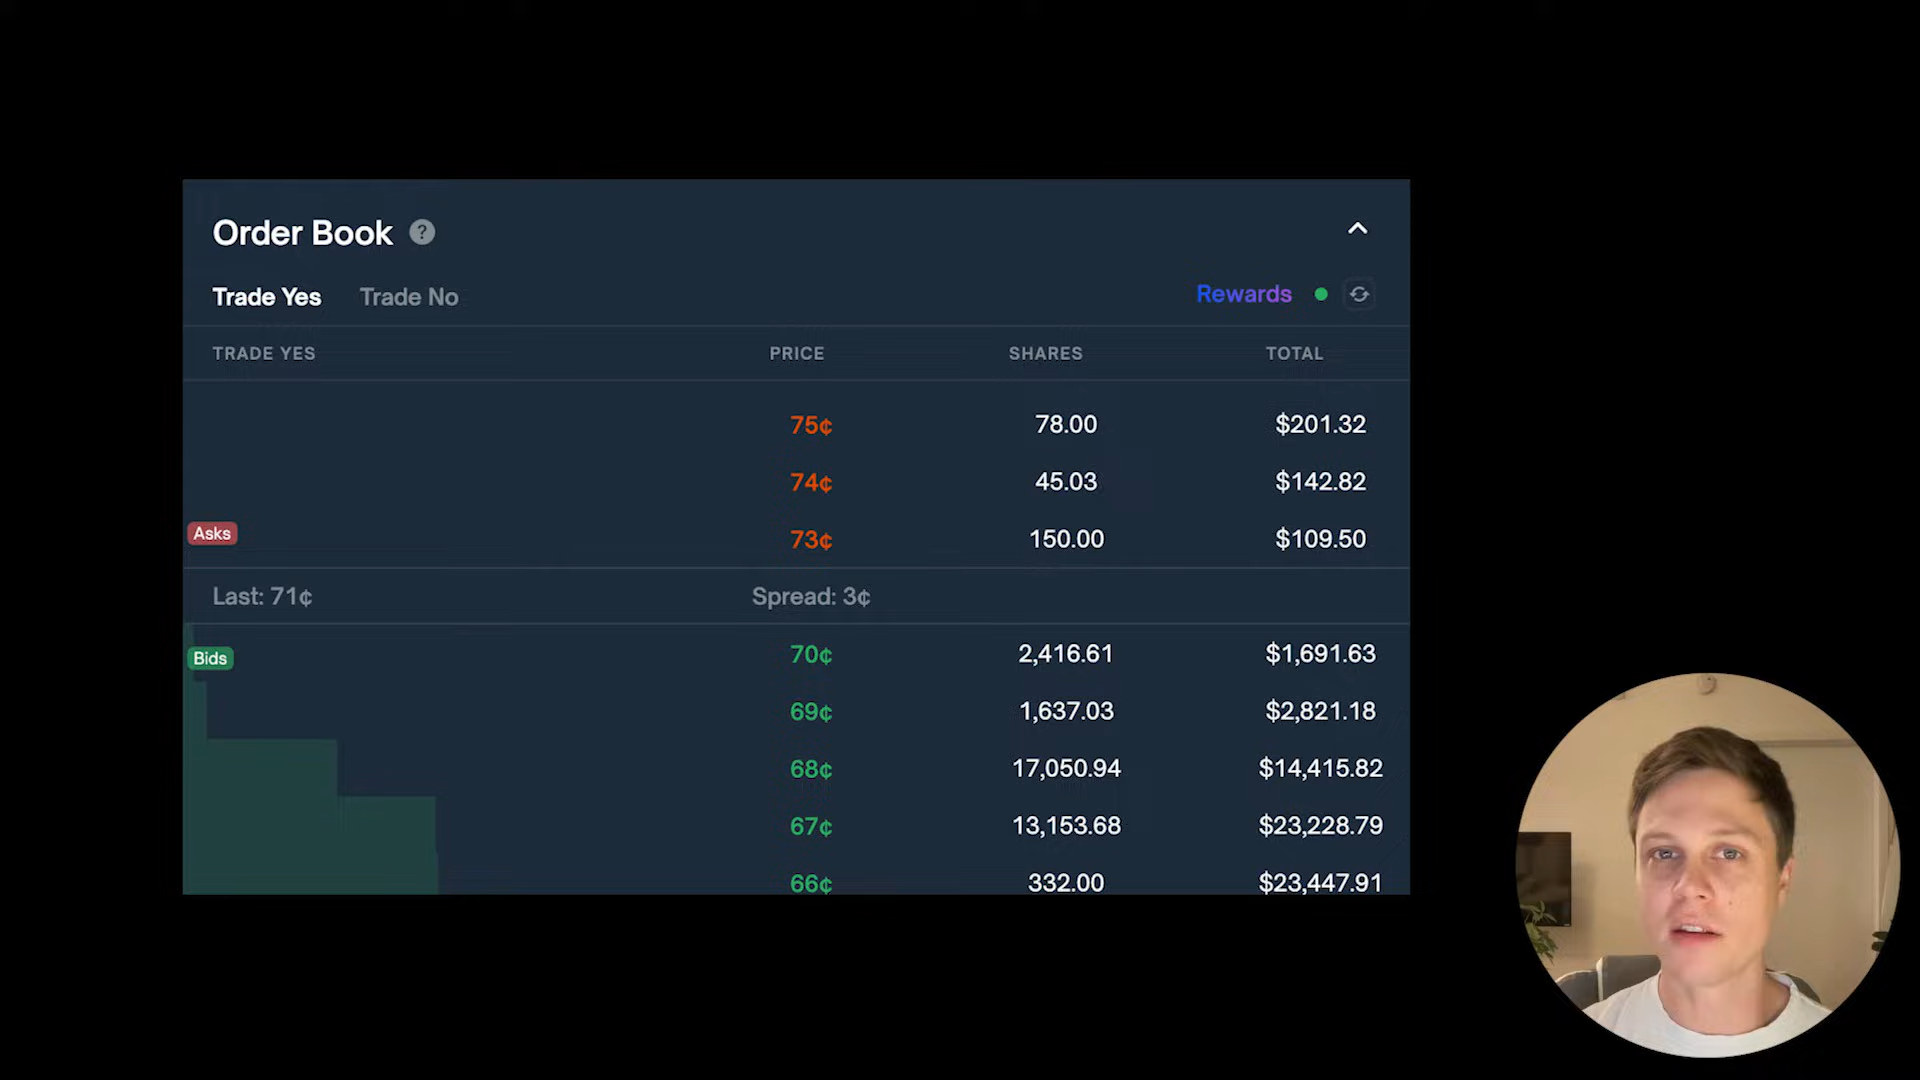 Order Book ?
Trade Yes Trade No Rewards
TRADE YES PRICE SHARES TOTAL
75¢ 78.00 $201.32
74¢ 45.03 $142.82
Asks 73¢ 150.00 $109.50
Last: 71¢ Spread: 3¢
Bids 70¢ 2,416.61 $1,691.63
69¢ 1,637.03 $2,821.18
68¢ 17,050.94 $14,415.82
67¢ 13,153.68 $23,228.79
66¢ 332.00 $23,447.91